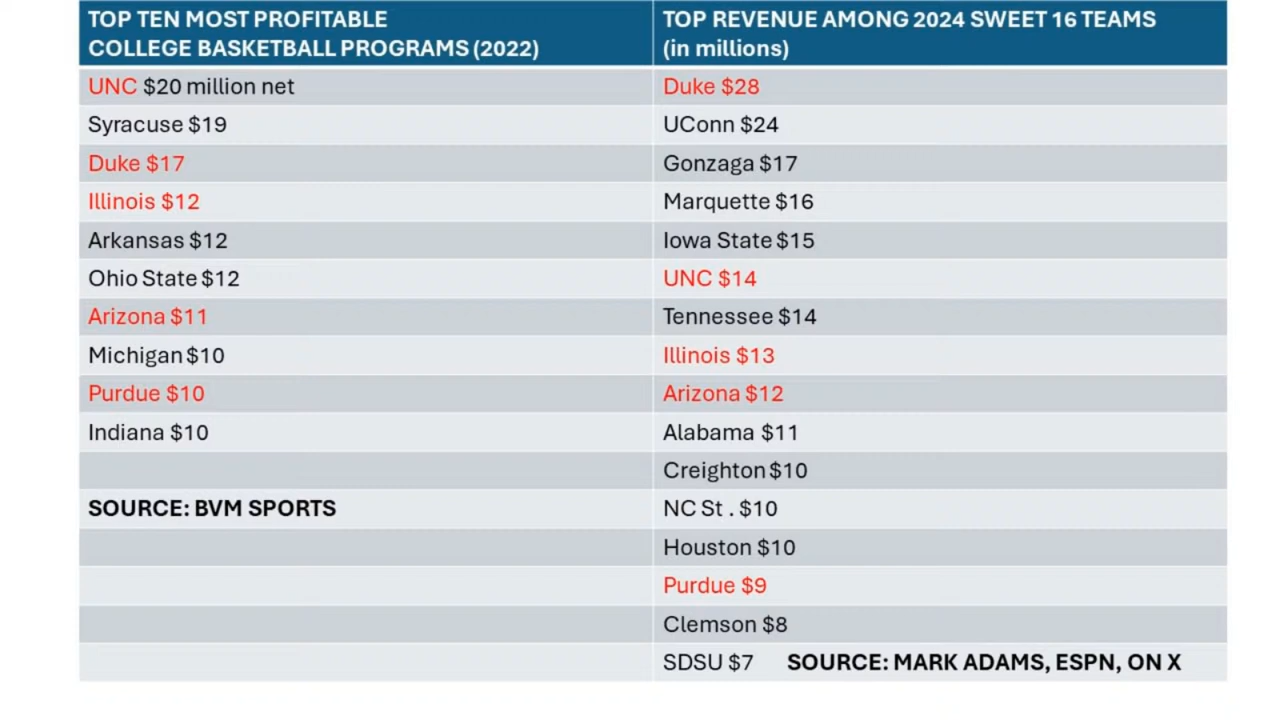 TOP TEN MOST PROFITABLE
COLLEGE BASKETBALL PROGRAMS (2022)
TOP REVENUE AMONG 2024 SWEET 16 TEAMS
(in millions)
UNC $20 million net
Duke $28
Syracuse $19
UConn $24
Duke $17
Gonzaga $17
Illinois $12
Marquette $16
Arkansas $12
Iowa State $15
Ohio State $12
UNC $14
Arizona $11
Tennessee $14
Michigan $10
Illinois $13
Purdue $10
Arizona $12
Indiana $10
Alabama $11
Creighton $10
SOURCE: BVM SPORTS
NC St . $10
Houston $10
Purdue $9
Clemson $8
SDSU $7 SOURCE: MARK ADAMS, ESPN, ON X